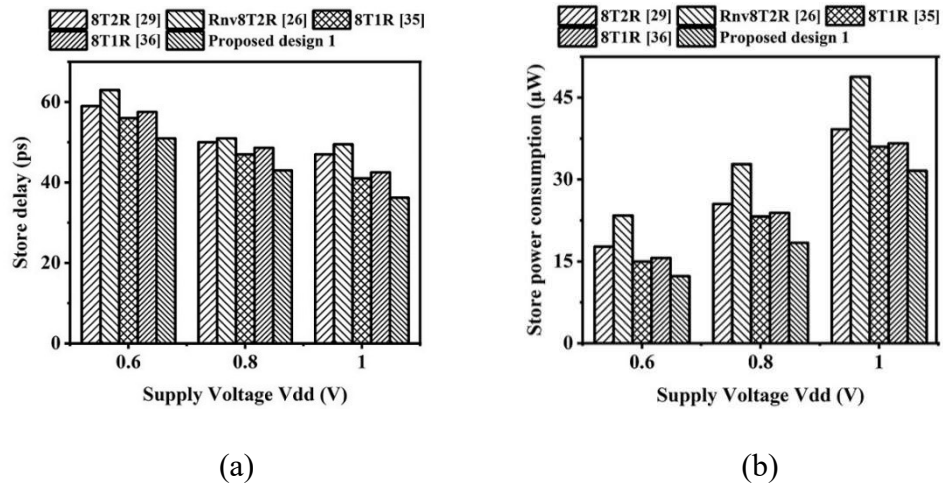 8T2R [29] Rnv8T2R [26] 8T1R [35]
8T1R [36] Proposed design 1
Store delay (ps)
60
40
20
0
0.6 0.8 1
Supply Voltage Vdd (V)
(a)
8T2R [29] Rnv8T2R [26] 8T1R [35]
8T1R [36] Proposed design 1
Store power consumption (μW)
45
30
15
0
0.6 0.8 1
Supply Voltage Vdd (V)
(b)